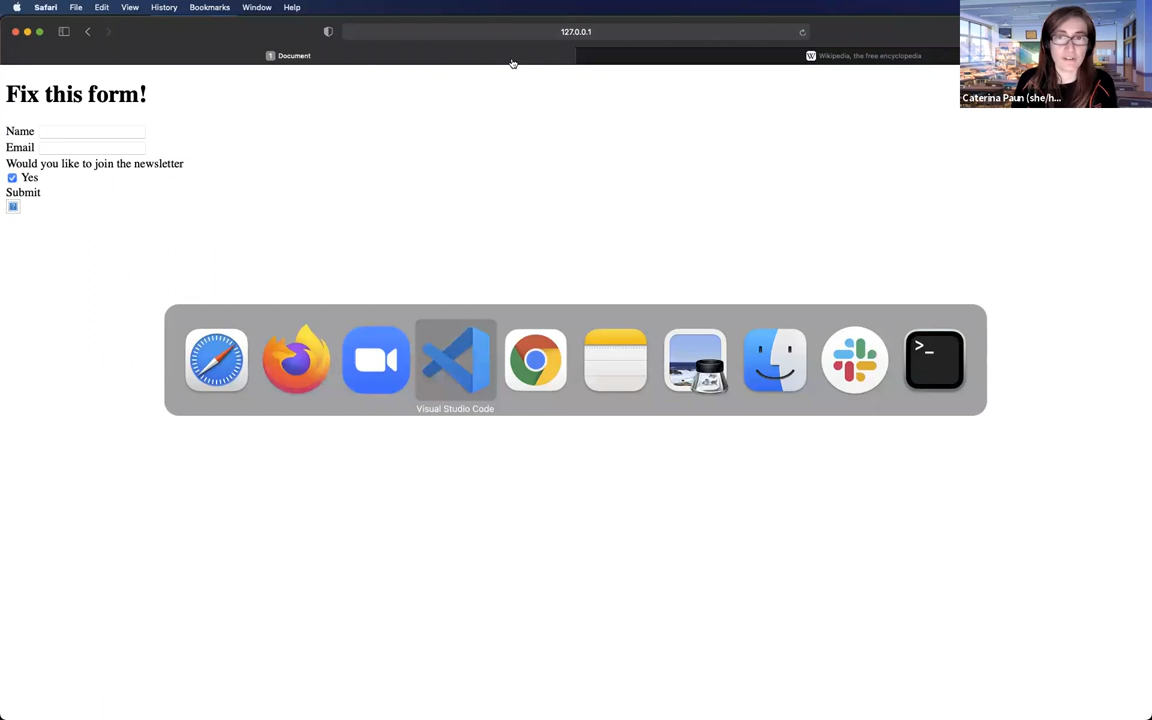 Safari File Edit View History Bookmarks Window Help
127.0.0.1
1 Document
W Wikipedia, the free encyclopedia
Caterina Paun (she/h...
Fix this form!
Name
Email
Would you like to join the newsletter
Yes
Submit
?
>_
Visual Studio Code